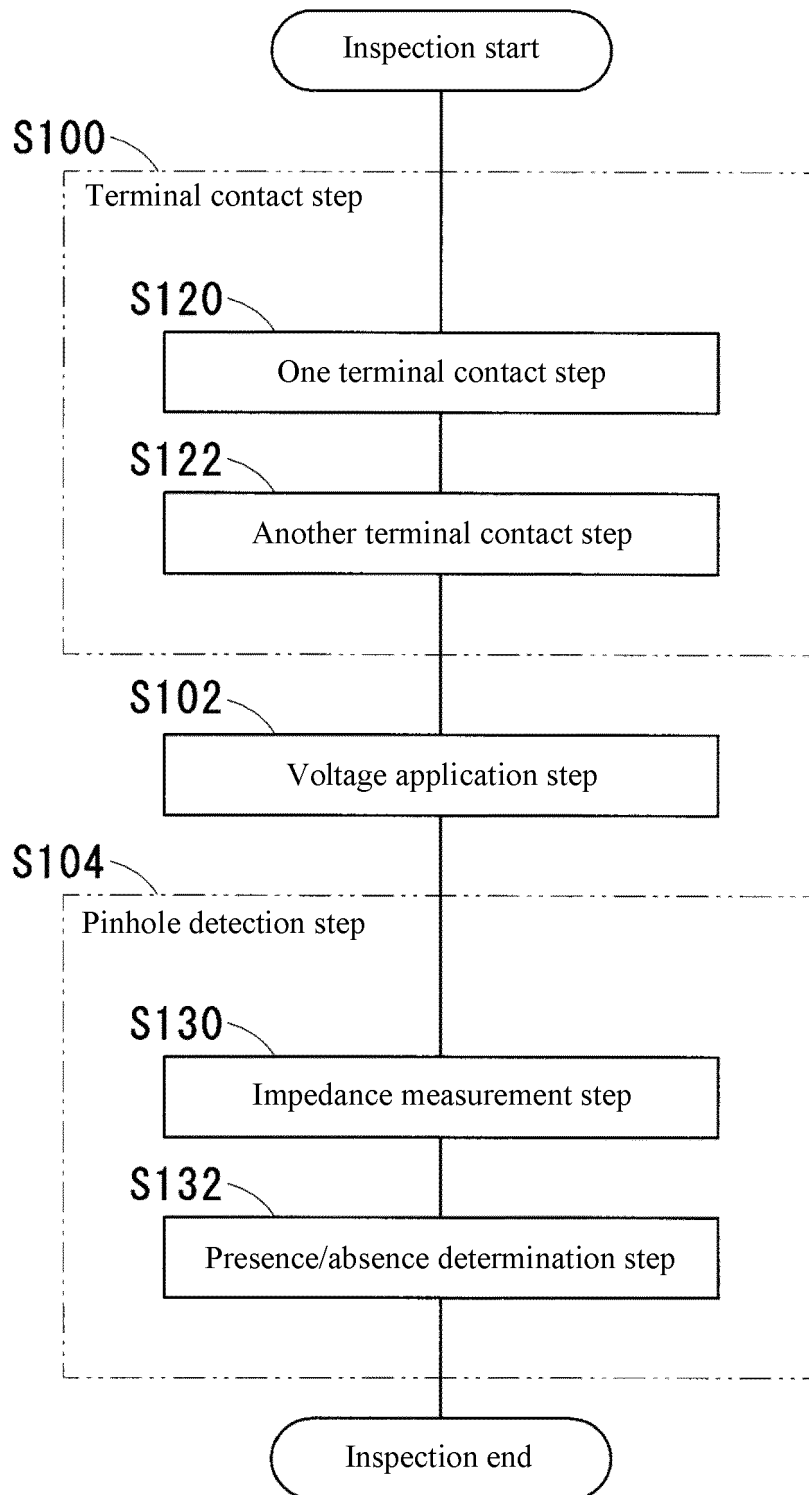 Inspection start
S100
Terminal contact step
S120
One terminal contact step
S122
Another terminal contact step
S102
Voltage application step
S104
Pinhole detection step
S130
Impedance measurement step
S132
Presence/absence determination step
Inspection end